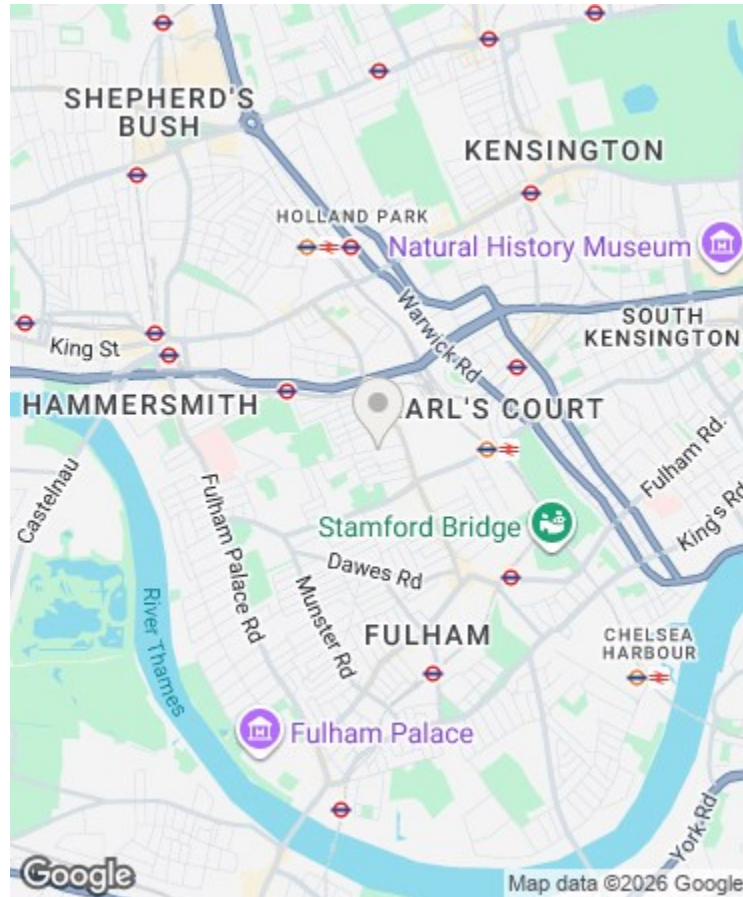 SHEPHERD'S
BUSH
KENSINGTON
HOLLAND PARK
Natural History Museum
Warwick Rd
SOUTH
KENSINGTON
King St
HAMMERSMITH
ARL'S COURT
Castelnau
Fulham Rd.
King's Rd
Fulham Palace Rd
Stamford Bridge
Dawes Rd
River Thames
Munster Rd
FULHAM
CHELSEA
HARBOUR
Fulham Palace
York Rd
Google
Map data ©2026 Google